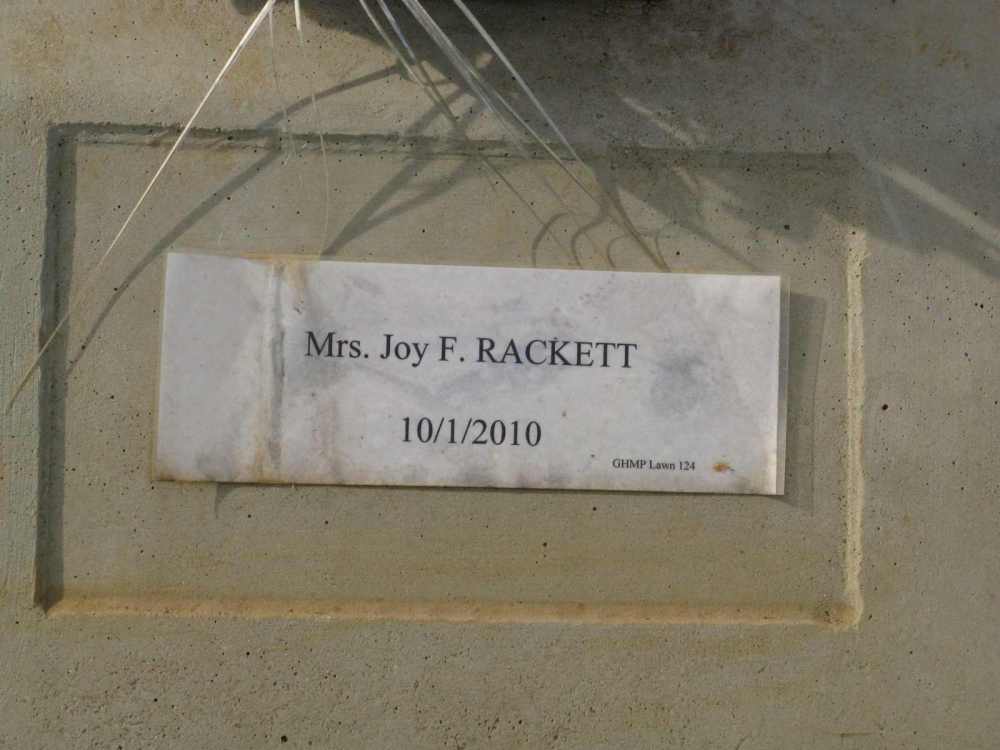 Mrs. Joy F. RACKETT
10/1/2010
GHMP Lawn 124